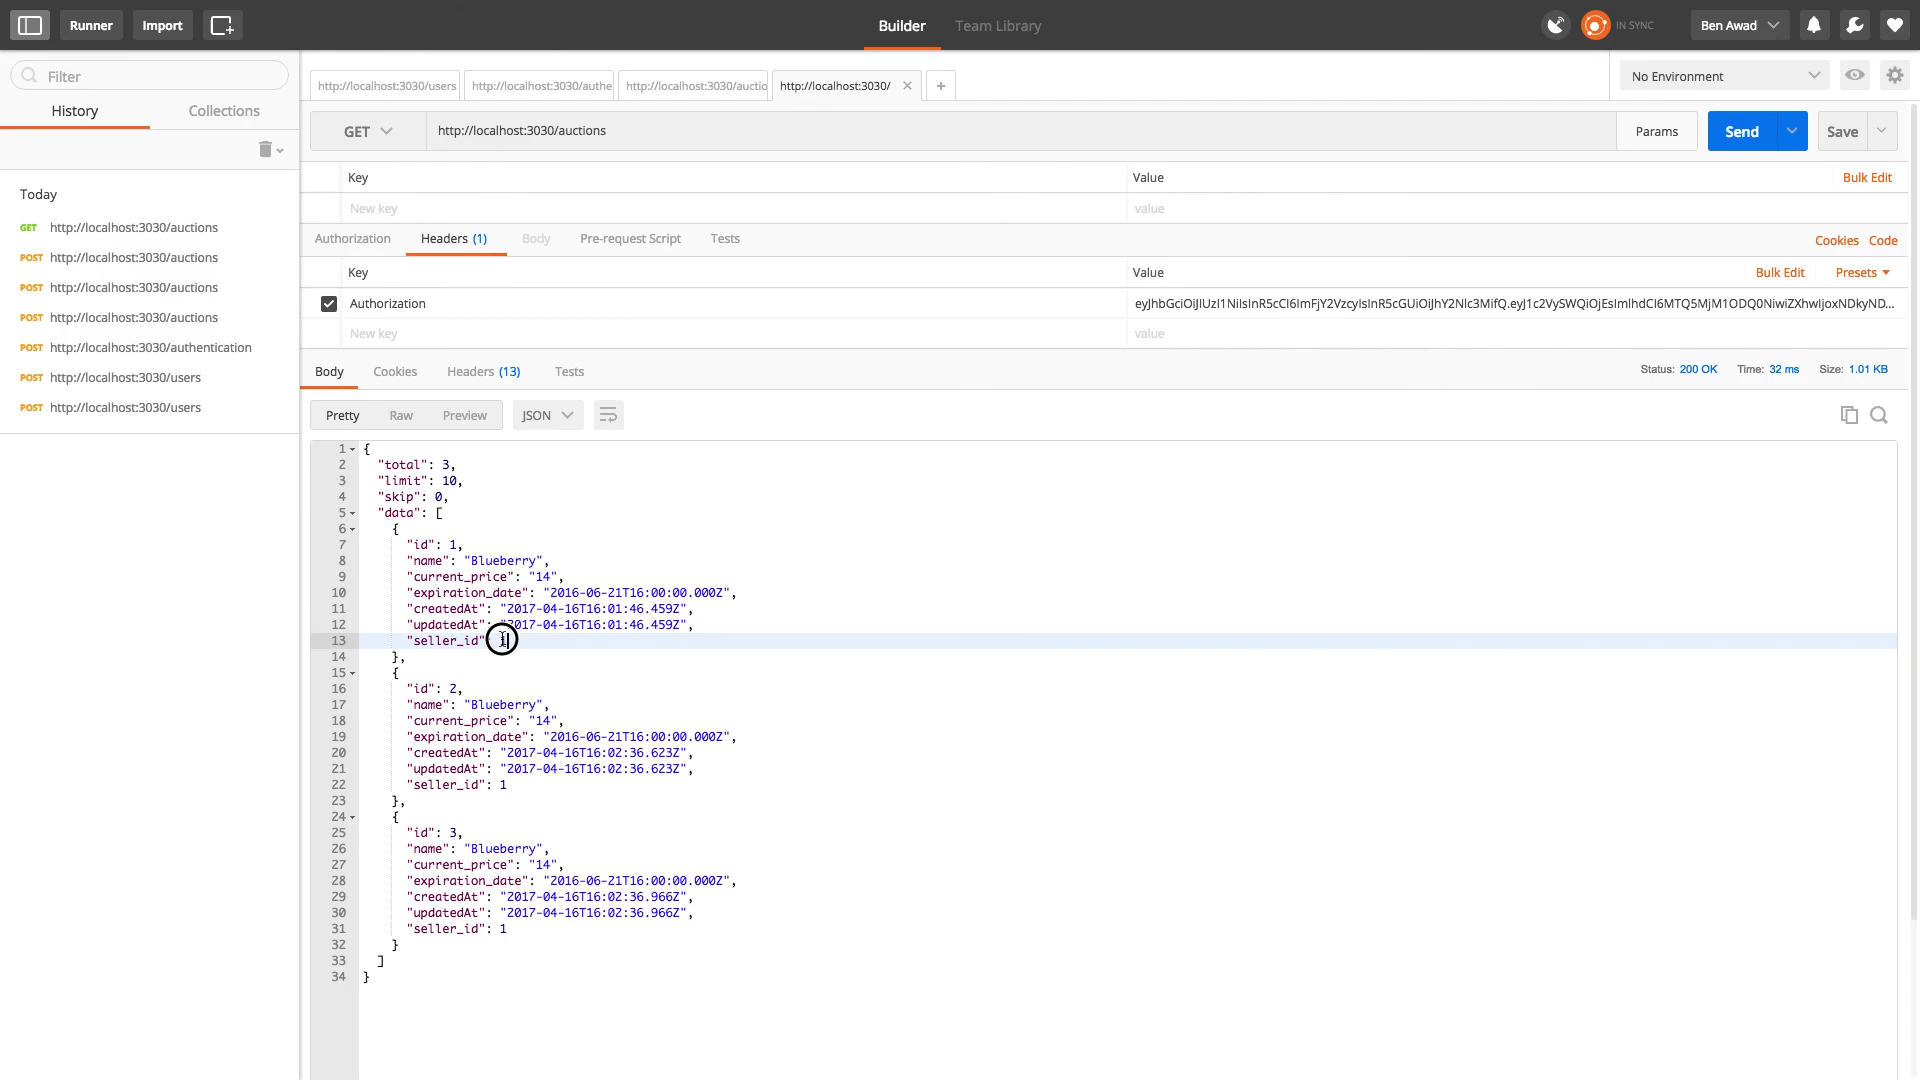 Runner
Import
Builder
Team Library
IN SYNC
Ben Awad
Filter
http://localhost:3030/users
http://localhost:3030/authe
http://localhost:3030/auctio
http://localhost:3030/
+
No Environment
History
Collections
GET
http://localhost:3030/auctions
Params
Send
Save
Key
Value
Bulk Edit
New key
value
Today
GET http://localhost:3030/auctions
POST http://localhost:3030/auctions
POST http://localhost:3030/auctions
POST http://localhost:3030/auctions
POST http://localhost:3030/authentication
POST http://localhost:3030/users
POST http://localhost:3030/users
Authorization
Headers (1)
Body
Pre-request Script
Tests
Cookies
Code
Key
Value
Bulk Edit
Presets
Authorization
New key
value
Body
Cookies
Headers (13)
Tests
Status: 200 OK
Time: 32 ms
Size: 1.01 KB
Pretty
Raw
Preview
JSON
1 {
2 "total": 3,
3 "limit": 10,
4 "skip": 0,
5 "data": [
6 {
7 "id": 1,
8 "name": "Blueberry",
9 "current_price": "14",
10 "expiration_date": "2016-06-21T16:00:00.000Z",
11 "createdAt": "2017-04-16T16:01:46.459Z",
12 "updatedAt": "2017-04-16T16:01:46.459Z",
13 "seller_id"
14 },
15 {
16 "id": 2,
17 "name": "Blueberry",
18 "current_price": "14",
19 "expiration_date": "2016-06-21T16:00:00.000Z",
20 "createdAt": "2017-04-16T16:02:36.623Z",
21 "updatedAt": "2017-04-16T16:02:36.623Z",
22 "seller_id": 1
23 },
24 {
25 "id": 3,
26 "name": "Blueberry",
27 "current_price": "14",
28 "expiration_date": "2016-06-21T16:00:00.000Z",
29 "createdAt": "2017-04-16T16:02:36.966Z",
30 "updatedAt": "2017-04-16T16:02:36.966Z",
31 "seller_id": 1
32 }
33 ]
34 }